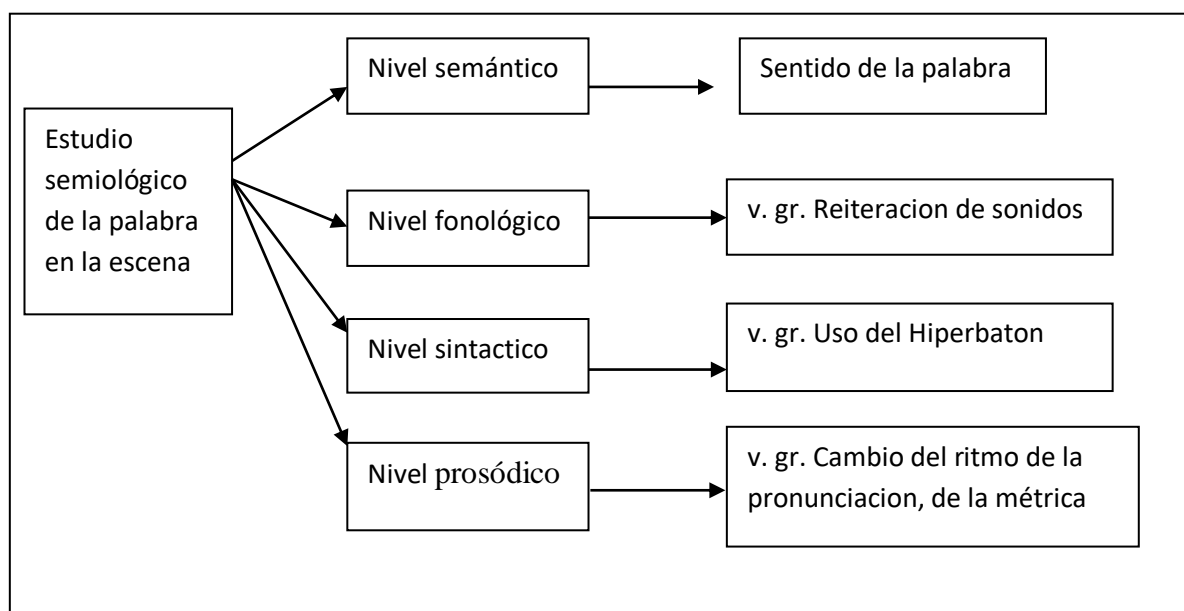 Estudio
semiológico
de la palabra
en la escena
Nivel semántico
Sentido de la palabra
Nivel fonológico
v. gr. Reiteracion de sonidos
Nivel sintactico
v. gr. Uso del Hiperbaton
Nivel prosódico
v. gr. Cambio del ritmo de la
pronunciacion, de la métrica